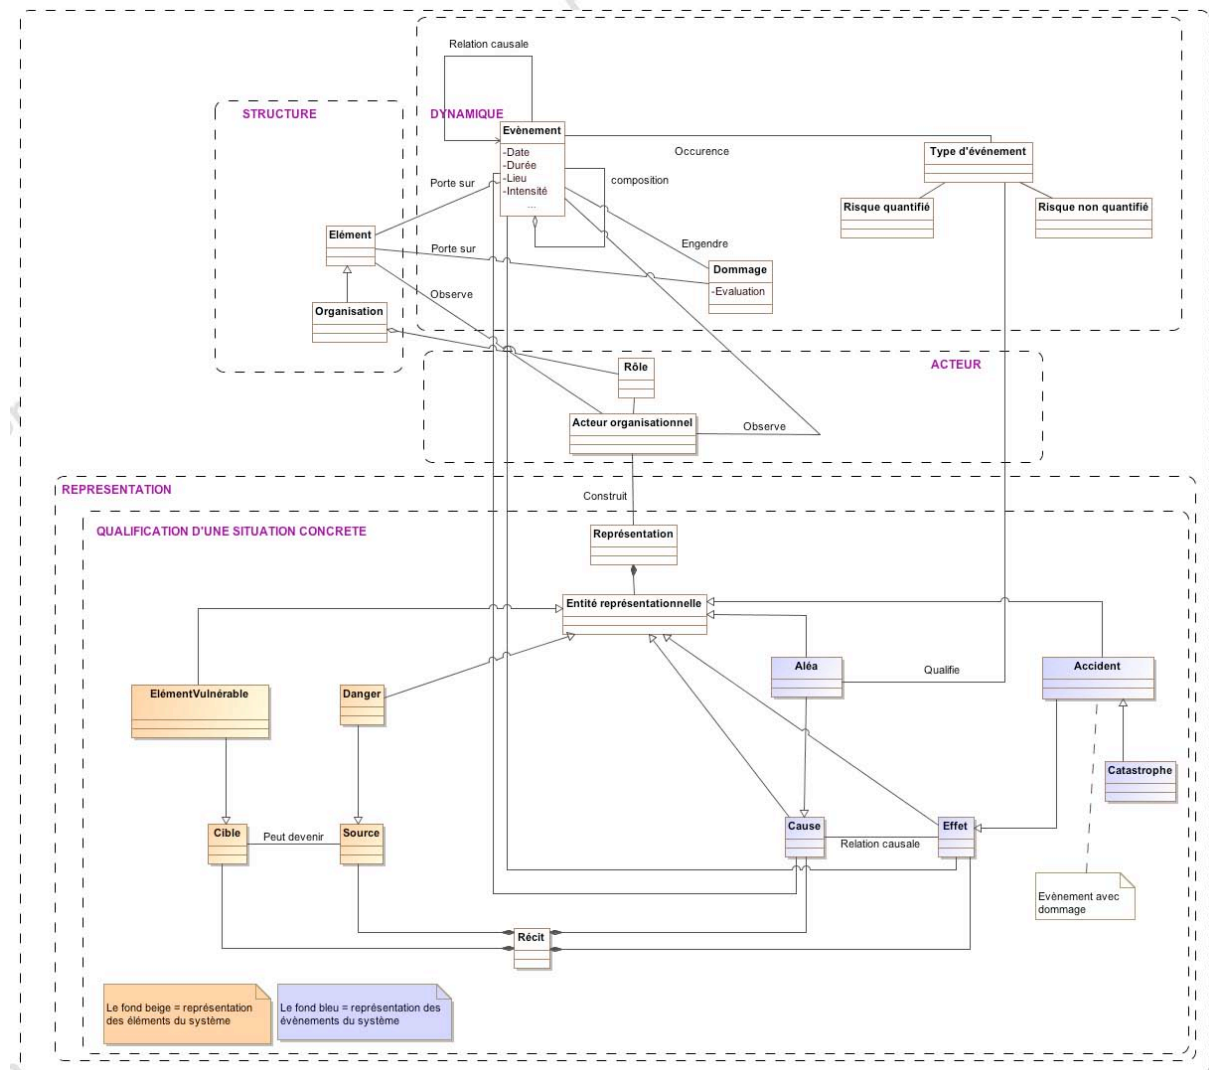 Relation causale
STRUCTURE
DYNAMIQUE
Evènement
-Date
-Durée
-Lieu
-Intensité
...
Occurence
Type d'événement
composition
Porte sur
Risque quantifié
Risque non quantifié
Elément
Engendre
Porte sur
Dommage
-Evaluation
Observe
Organisation
ACTEUR
Rôle
Acteur organisationnel
Observe
REPRESENTATION
Construit
QUALIFICATION D'UNE SITUATION CONCRETE
Représentation
Entité représentationnelle
Aléa
Qualifie
Accident
ElémentVulnérable
Danger
Catastrophe
Cible
Peut devenir
Source
Cause
Relation causale
Effet
Evènement avec
dommage
Récit
Le fond beige = représentation
des éléments du système
Le fond bleu = représentation des
évènements du système